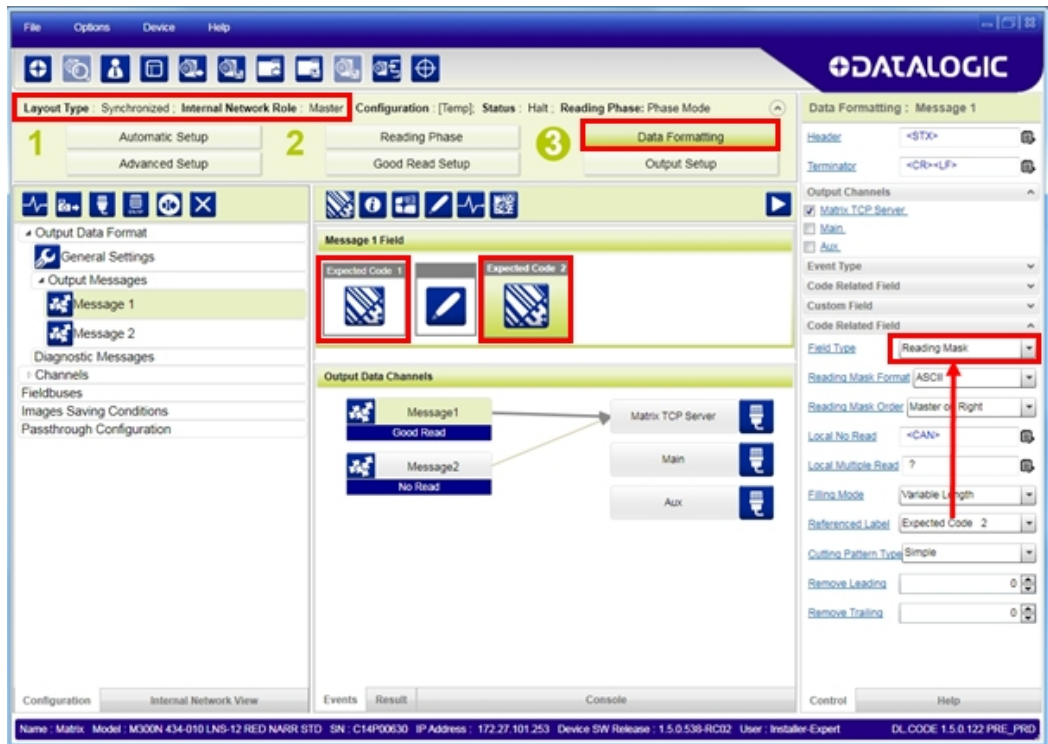 File Options Device Help
DATALOGIC
Layout Type : Synchronized ; Internal Network Role : Master Configuration : [Temp]; Status : Halt ; Reading Phase: Phase Mode
1 Automatic Setup 2 Reading Phase 3 Data Formatting
Advanced Setup Good Read Setup Output Setup
Output Data Format
General Settings
Output Messages
Message 1
Message 2
Diagnostic Messages
Channels
Fieldbuses
Images Saving Conditions
Passthrough Configuration
Configuration Internal Network View
Message 1 Field
Expected Code 1 Expected Code 2
Output Data Channels
Message1
Good Read
Message2
No Read
Matrix TCP Server
Main
Aux
Events Result Console
Data Formatting : Message 1
Header <STX>
Terminator <CR><LF>
Output Channels
Matrix TCP Server
Main
Aux
Event Type
Code Related Field
Custom Field
Code Related Field
Field Type Reading Mask
Reading Mask Format ASCII
Reading Mask Order Master on Right
Local No Read <CAN>
Local Multiple Read ?
Filling Mode Variable Length
Referenced Label Expected Code 2
Cutting Pattern Type Simple
Remove Leading 0
Remove Trailing 0
Control Help
Name : Matrix Model : M300N 434-010 LNS-12 RED NARR STD SN : C14P00630 IP Address : 172.27.101.253 Device SW Release : 1.5.0.538-RC02 User : Installer-Expert DL.CODE 1.5.0.122 PRE_PRD